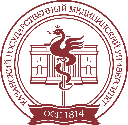 КАЗАНСКИЙ ГОСУДАРСТВЕННЫЙ МЕДИЦИНСКИЙ УНИВЕРСИТЕТ
ОСН 1814